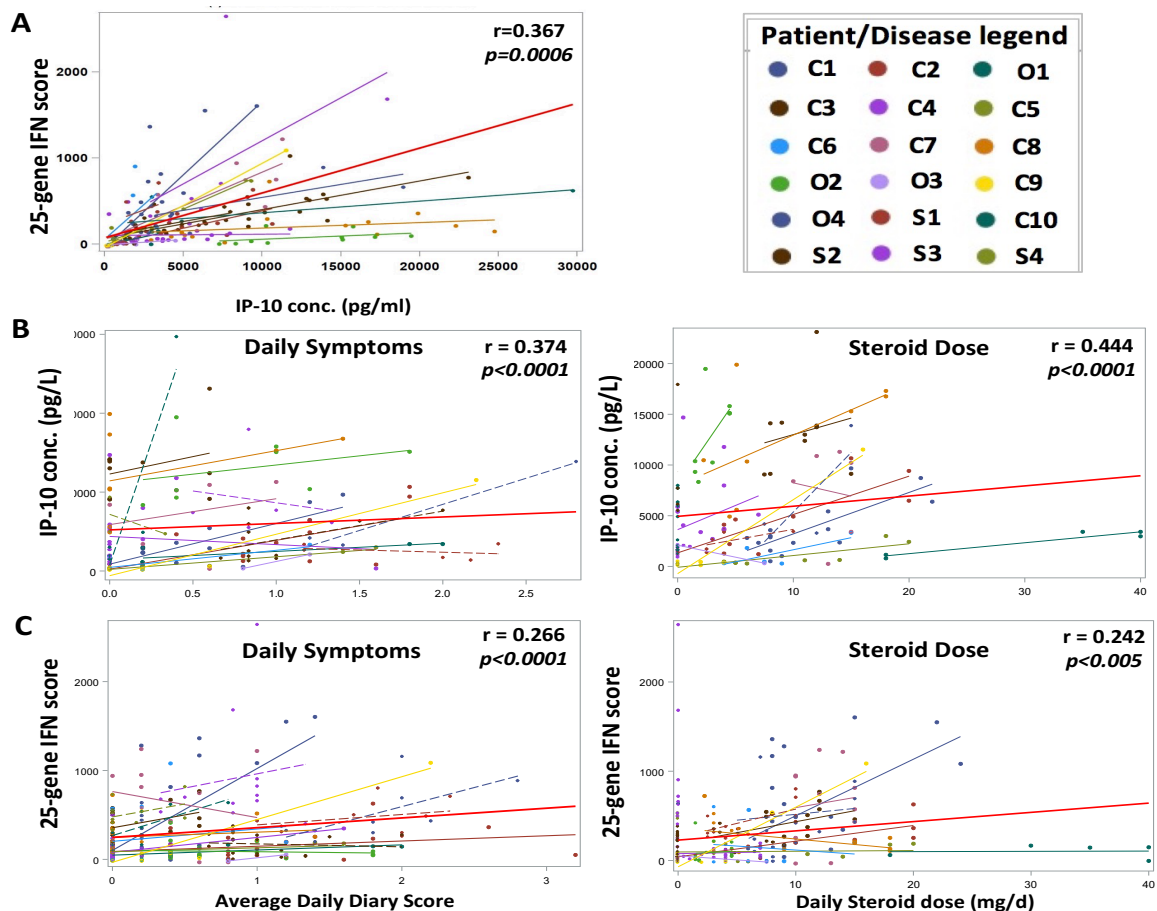 A
r=0.367
p=0.0006
25-gene IFN score
2000
1000
0
0 5000 10000 15000 20000 25000 30000
IP-10 conc. (pg/ml)
Patient/Disease legend
C1 C2 O1
C3 C4 C5
C6 C7 C8
O2 O3 C9
O4 S1 C10
S2 S3 S4
B
Daily Symptoms
r = 0.374
p<0.0001
IP-10 conc. (pg/L)
0.0 0.5 1.0 1.5 2.0 2.5
Steroid Dose
r = 0.444
p<0.0001
IP-10 conc. (pg/L)
20000
15000
10000
5000
0
0 10 20 30 40
C
Daily Symptoms
r = 0.266
p<0.0001
25-gene IFN score
2000
1000
0
0 1 2 3
Average Daily Diary Score
Steroid Dose
r = 0.242
p<0.005
25-gene IFN score
2000
1000
0
0 10 20 30 40
Daily Steroid dose (mg/d)